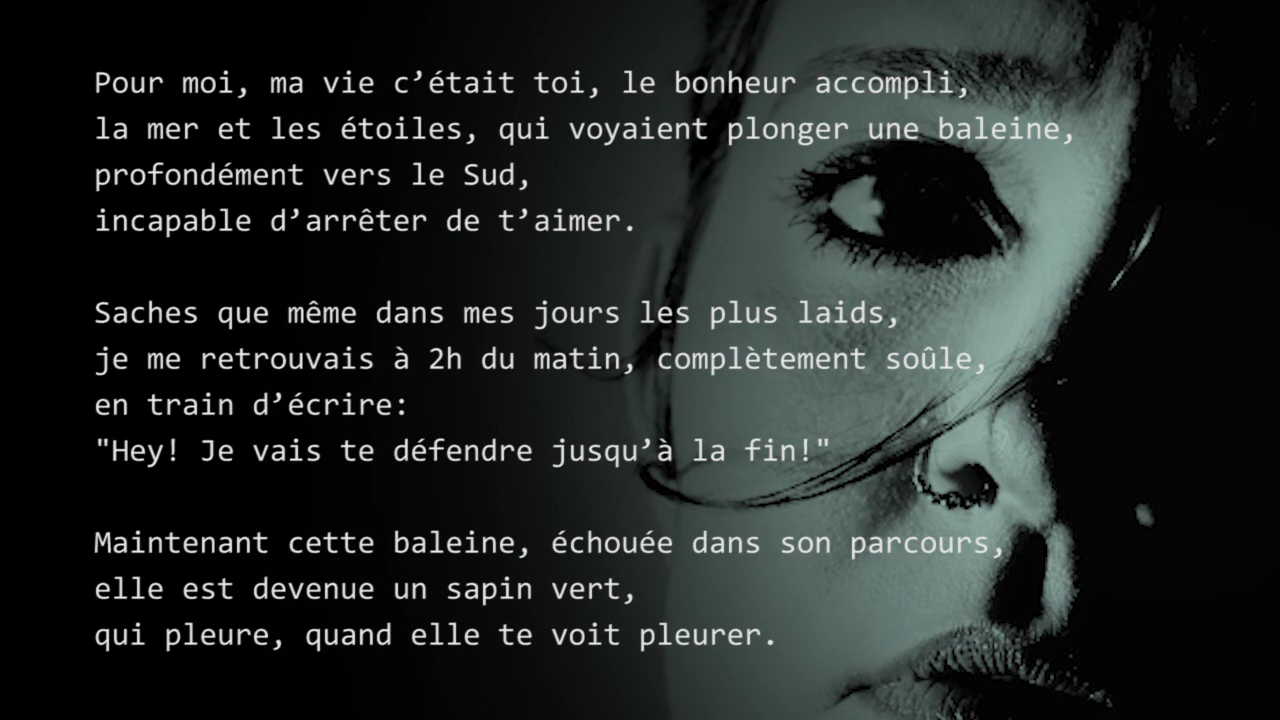 Pour moi, ma vie c’était toi, le bonheur accompli,
la mer et les étoiles, qui voyaient plonger une baleine,
profondément vers le Sud,
incapable d’arrêter de t’aimer.
Saches que même dans mes jours les plus laids,
je me retrouvais à 2h du matin, complètement soûle,
en train d’écrire:
"Hey! Je vais te défendre jusqu’à la fin!"
Maintenant cette baleine, échouée dans son parcours,
elle est devenue un sapin vert,
qui pleure, quand elle te voit pleurer.